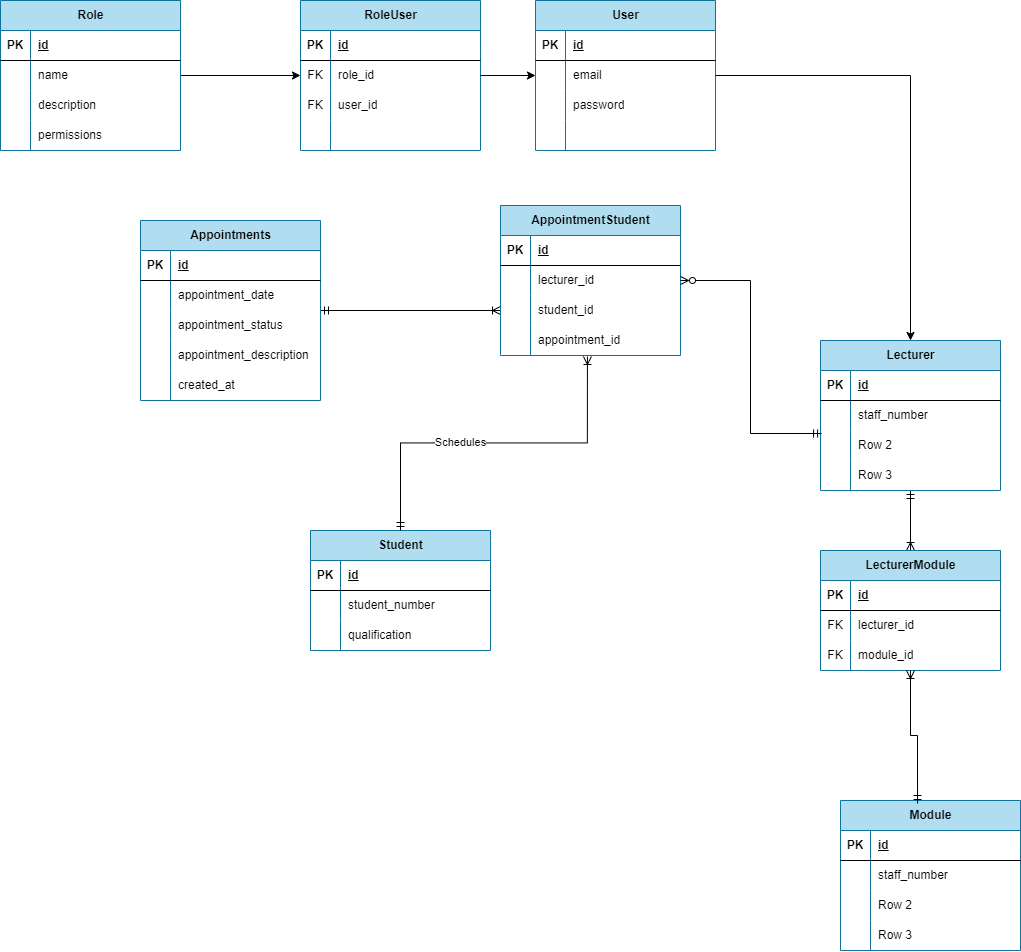 Role
PK id
name
description
permissions
RoleUser
PK id
FK role_id
FK user_id
User
PK id
email
password
Appointments
PK id
appointment_date
appointment_status
appointment_description
created_at
AppointmentStudent
PK id
lecturer_id
student_id
appointment_id
Lecturer
PK id
staff_number
Row 2
Row 3
Schedules
Student
PK id
student_number
qualification
LecturerModule
PK id
FK lecturer_id
FK module_id
Module
PK id
staff_number
Row 2
Row 3